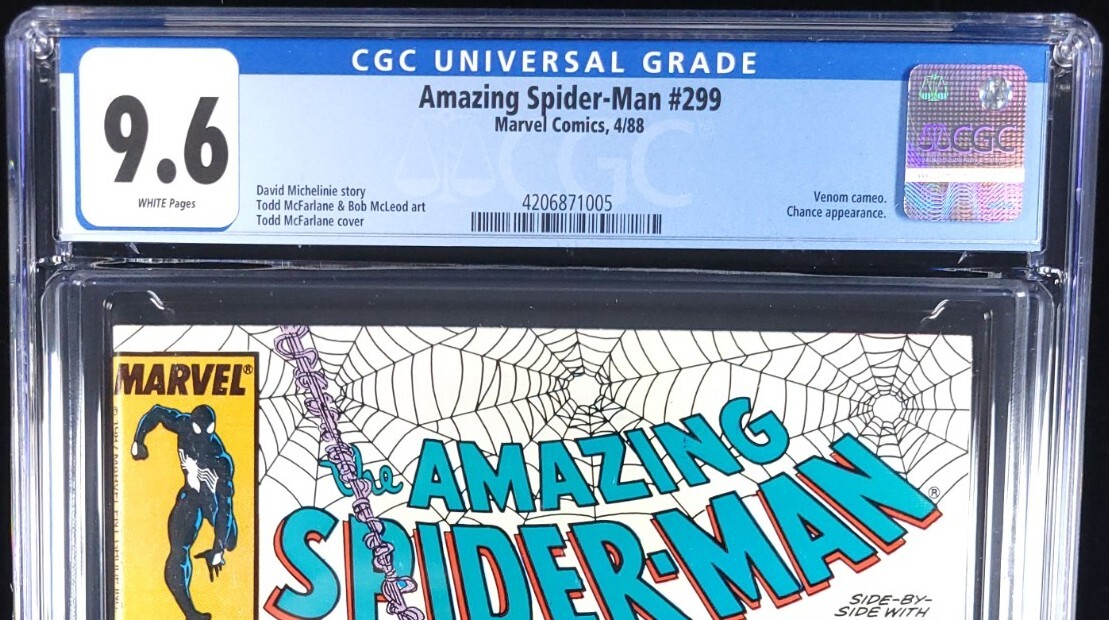 CGC UNIVERSAL GRADE
9.6
WHITE Pages
Amazing Spider-Man #299
Marvel Comics, 4/88
David Michelinie story
Todd McFarlane & Bob McLeod art
Todd McFarlane cover
4206871005
Venom cameo.
Chance appearance.
CGC
CGC
MARVEL®
the AMAZING
SPIDER-MAN®
SIDE-BY-
SIDE WITH